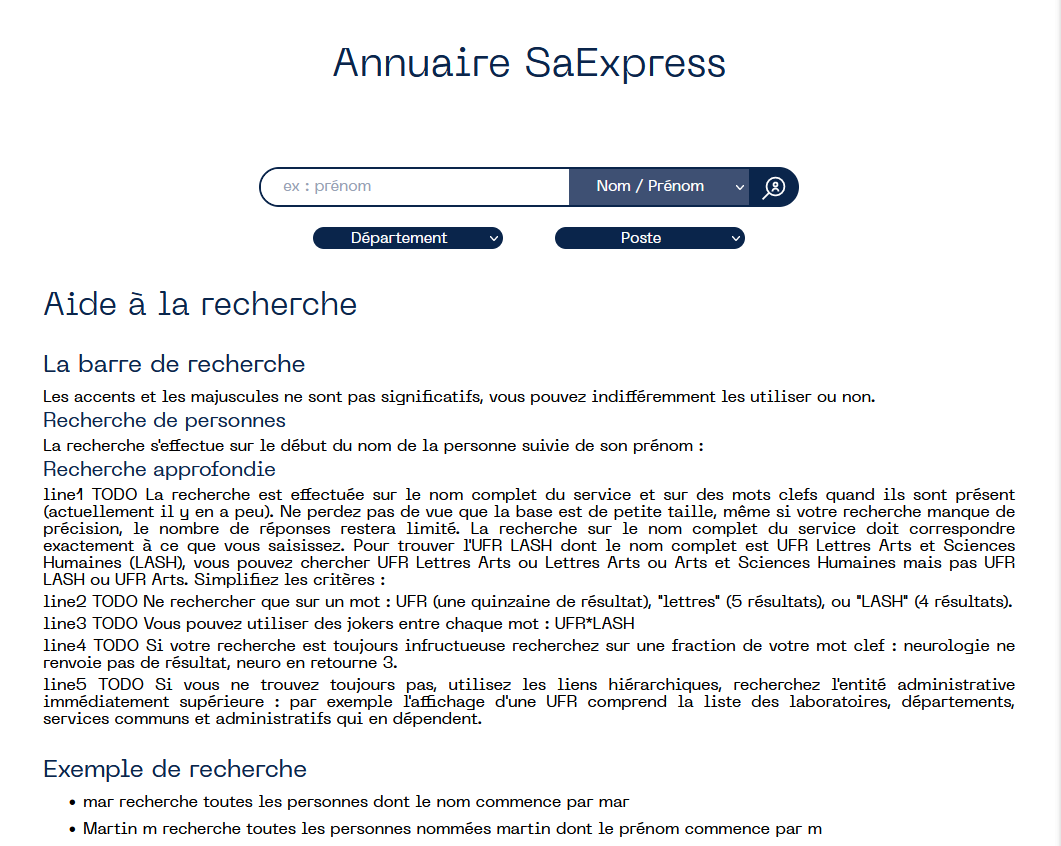 Annuaire SaExpress
ex : prénom
Nom / Prénom
Département
Poste
Aide à la recherche
La barre de recherche
Les accents et les majuscules ne sont pas significatifs, vous pouvez indifféremment les utiliser ou non.
Recherche de personnes
La recherche s'effectue sur le début du nom de la personne suivie de son prénom :
Recherche approfondie
line1 TODO La recherche est effectuée sur le nom complet du service et sur des mots clefs quand ils sont présent
(actuellement il y en a peu). Ne perdez pas de vue que la base est de petite taille, même si votre recherche manque de
précision, le nombre de réponses restera limité. La recherche sur le nom complet du service doit correspondre
exactement à ce que vous saisissez. Pour trouver l'UFR LASH dont le nom complet est UFR Lettres Arts et Sciences
Humaines (LASH), vous pouvez chercher UFR Lettres Arts ou Lettres Arts ou Arts et Sciences Humaines mais pas UFR
LASH ou UFR Arts. Simplifiez les critères :
line2 TODO Ne rechercher que sur un mot : UFR (une quinzaine de résultat), "lettres" (5 résultats), ou "LASH" (4 résultats).
line3 TODO Vous pouvez utiliser des jokers entre chaque mot : UFR*LASH
line4 TODO Si votre recherche est toujours infructueuse recherchez sur une fraction de votre mot clef : neurologie ne
renvoie pas de résultat, neuro en retourne 3.
line5 TODO Si vous ne trouvez toujours pas, utilisez les liens hiérarchiques, recherchez l'entité administrative
immédiatement supérieure : par exemple l'affichage d'une UFR comprend la liste des laboratoires, départements,
services communs et administratifs qui en dépendent.
Exemple de recherche
• mar recherche toutes les personnes dont le nom commence par mar
• Martin m recherche toutes les personnes nommées martin dont le prénom commence par m